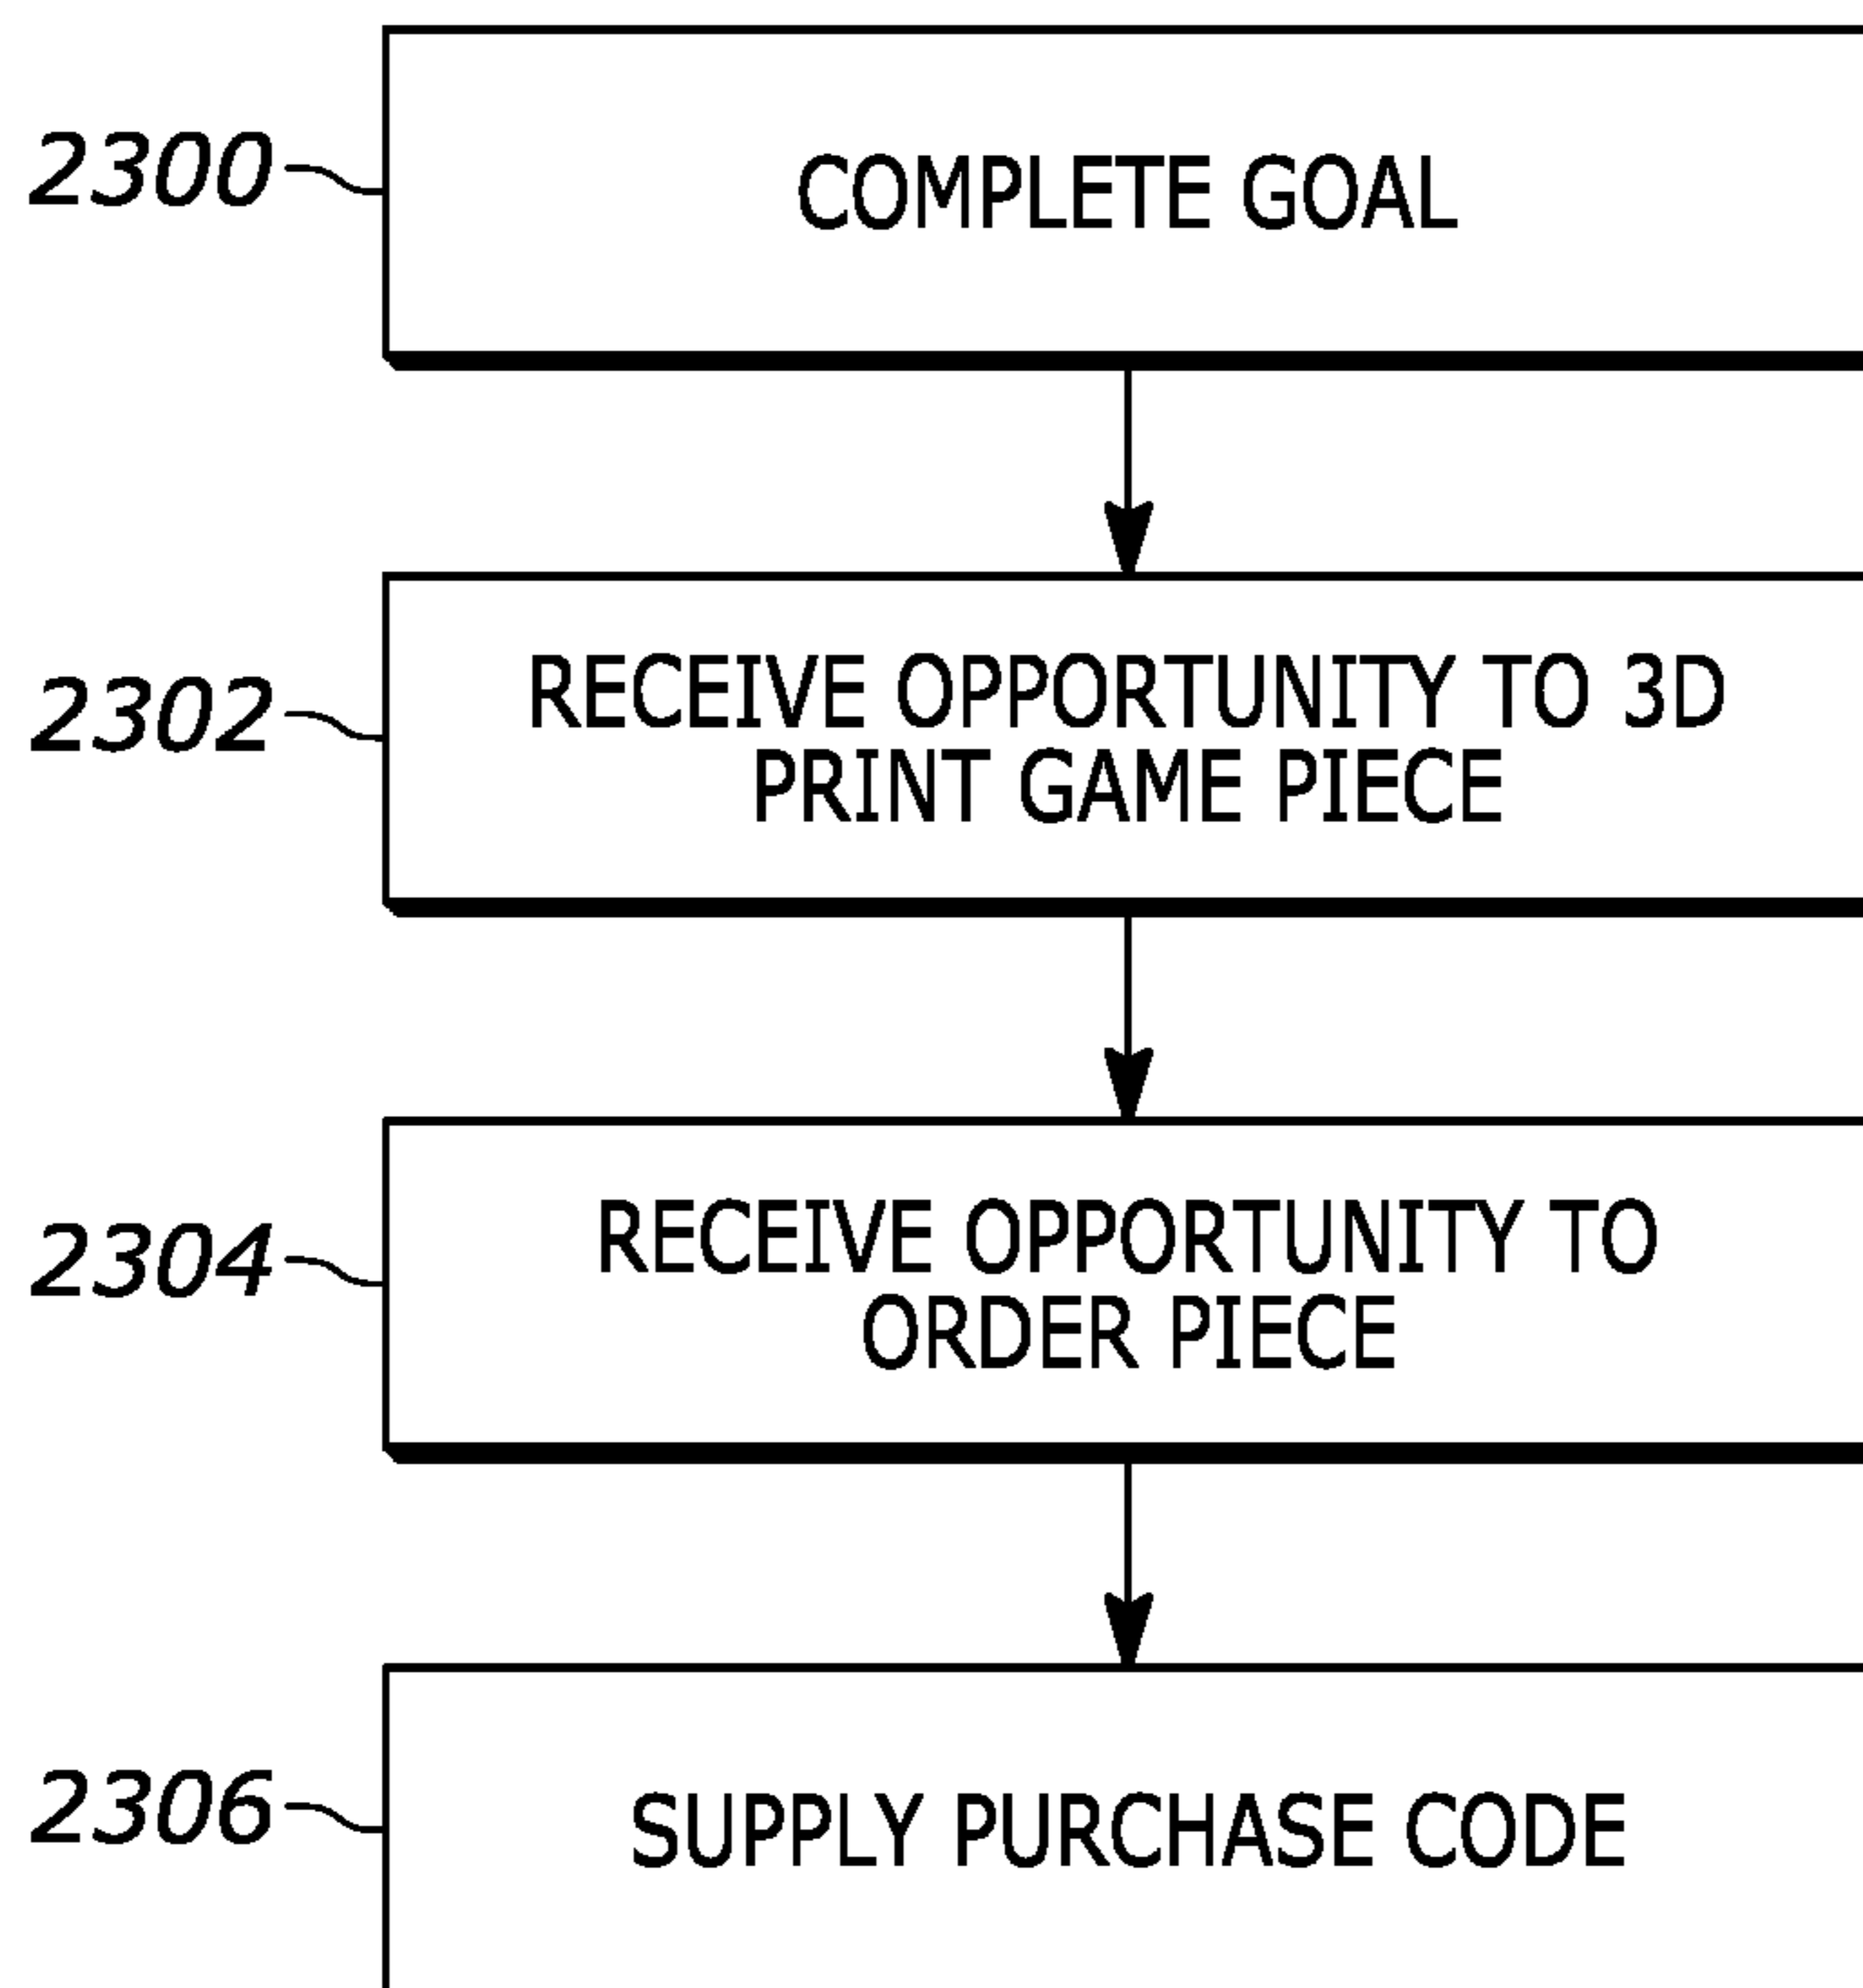 2300
COMPLETE GOAL
2302
RECEIVE OPPORTUNITY TO 3D
PRINT GAME PIECE
2304
RECEIVE OPPORTUNITY TO
ORDER PIECE
2306
SUPPLY PURCHASE CODE